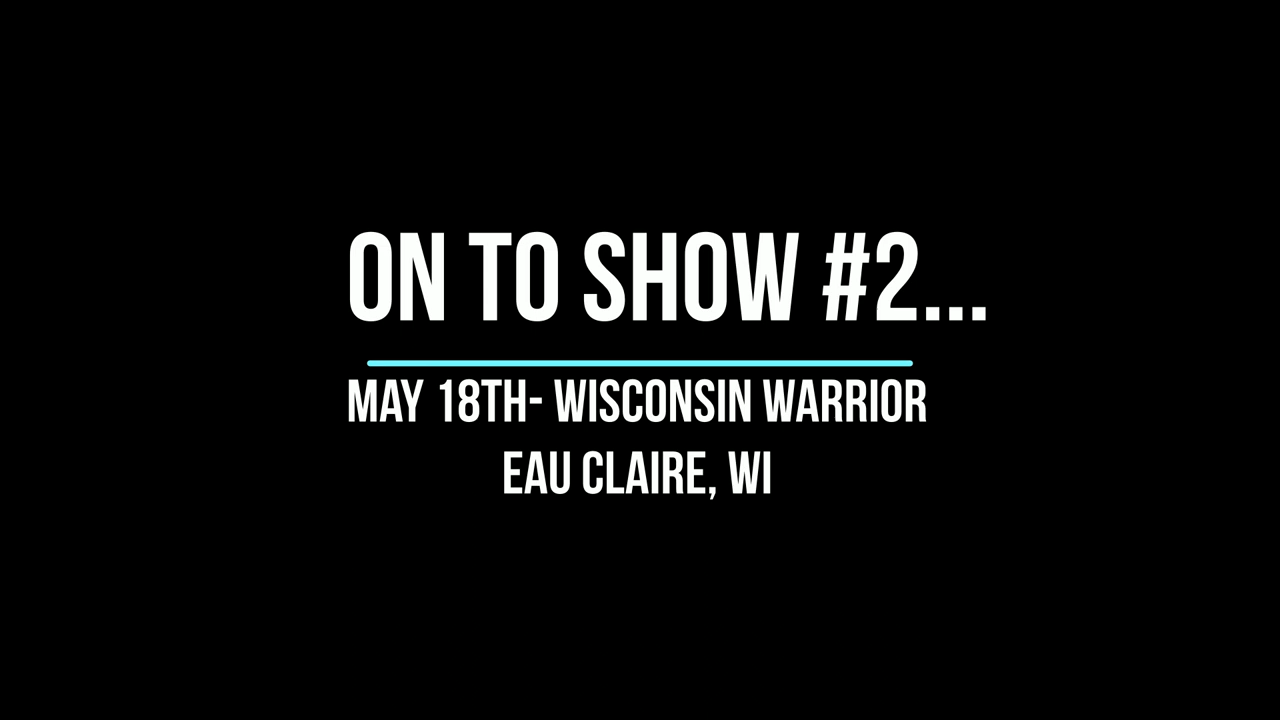 ON TO SHOW #2...
MAY 18TH- WISCONSIN WARRIOR
EAU CLAIRE, WI